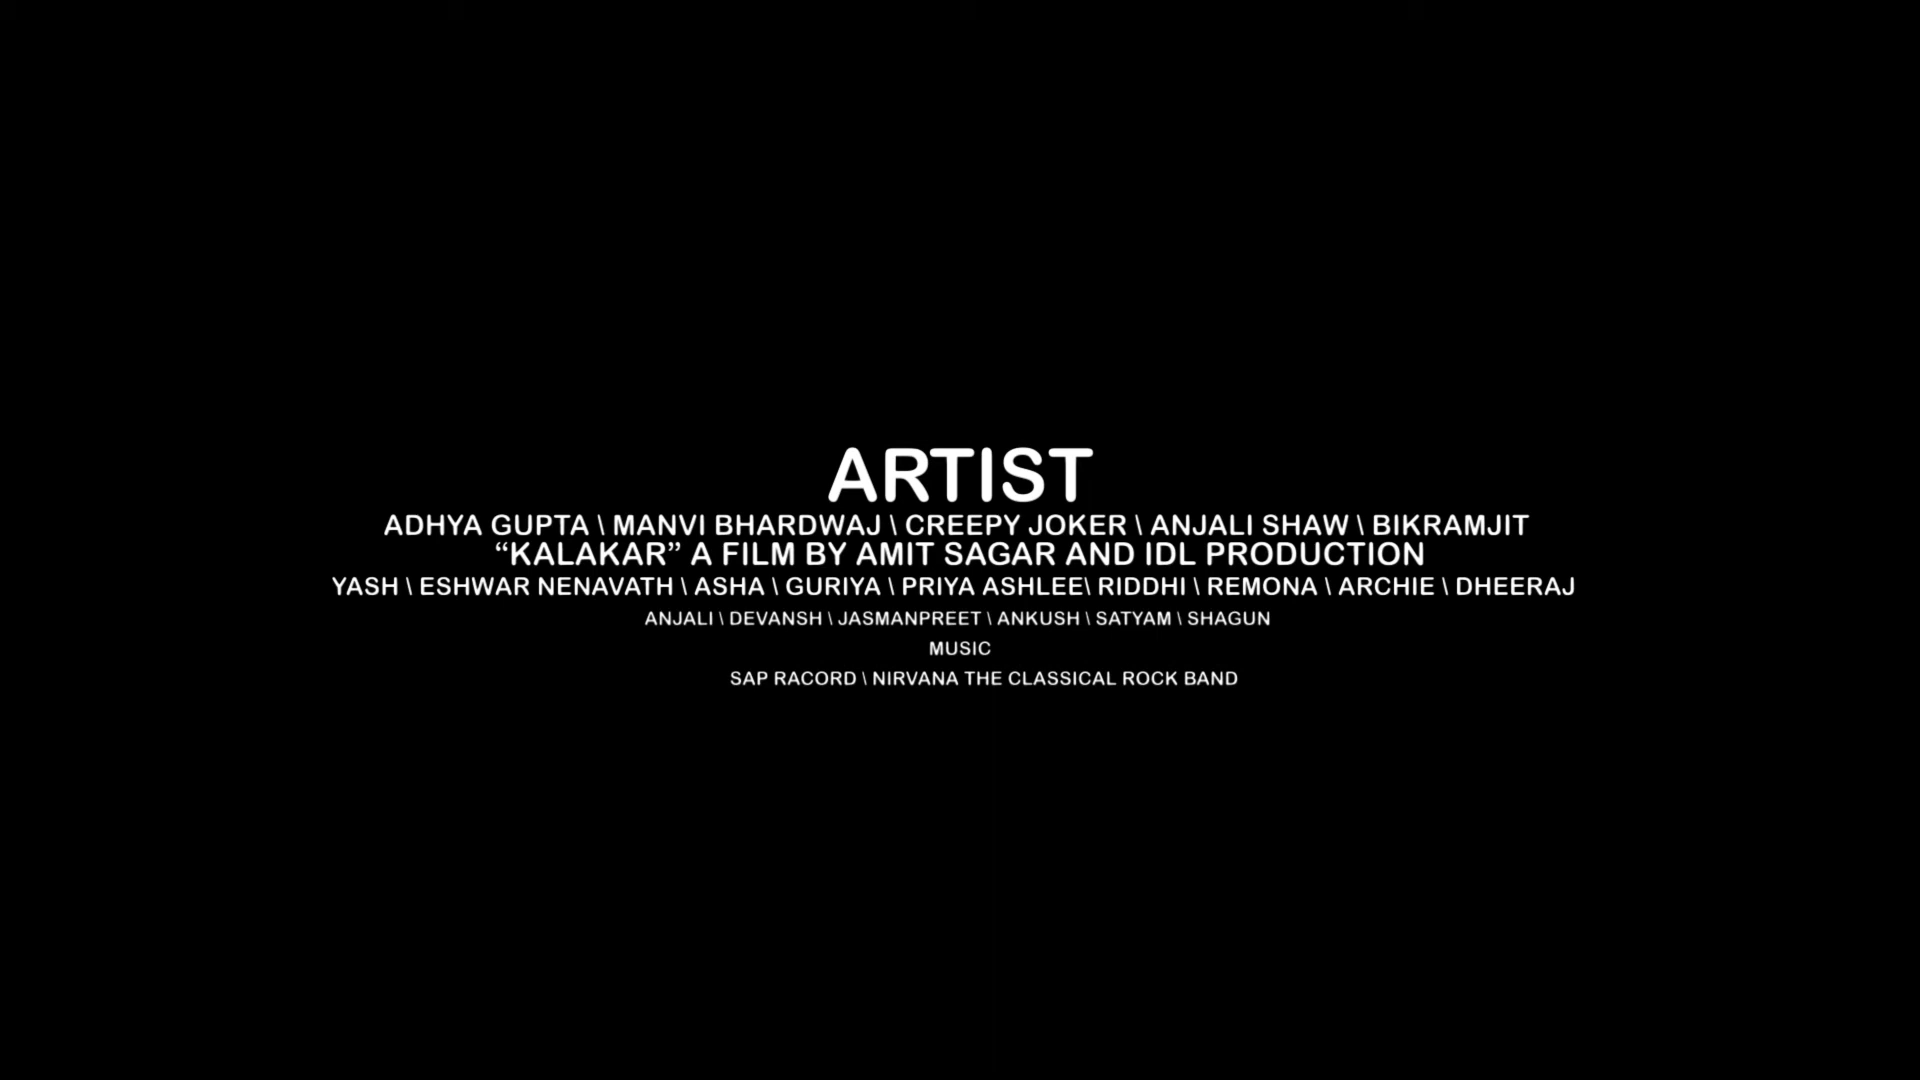 ARTIST
ADHYA GUPTA \ MANVI BHARDWAJ \ CREEPY JOKER \ ANJALI SHAW \ BIKRAMJIT
“KALAKAR” A FILM BY AMIT SAGAR AND IDL PRODUCTION
YASH \ ESHWAR NENAVATH \ ASHA \ GURIYA \ PRIYA ASHLEE\ RIDDHI \ REMONA \ ARCHIE \ DHEERAJ
ANJALI \ DEVANSH \ JASMANPREET \ ANKUSH \ SATYAM \ SHAGUN
MUSIC
SAP RACORD \ NIRVANA THE CLASSICAL ROCK BAND